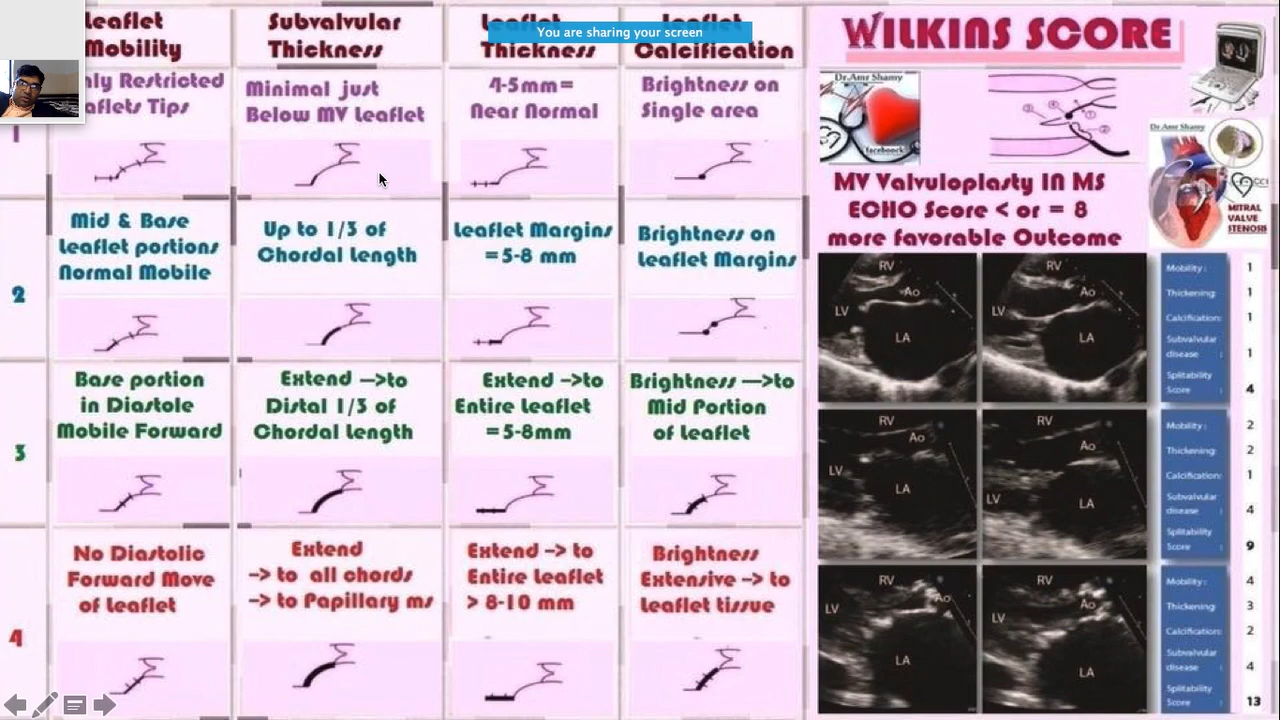 Leaflet Mobility
Subvalvular Thickness
Leaflet Thickness
Leaflet Calcification
You are sharing your screen
WILKINS SCORE
1
Restricted
Leaflets Tips
Minimal just
Below MV Leaflet
4-5mm=
Near Normal
Brightness on
Single area
2
Mid & Base
Leaflet portions
Normal Mobile
Up to 1/3 of
Chordal Length
Leaflet Margins
=5-8 mm
Brightness on
Leaflet Margins
3
Base portion
in Diastole
Mobile Forward
Extend ->to
Distal 1/3 of
Chordal Length
Extend ->to
Entire Leaflet
=5-8mm
Brightness ->to
Mid Portion
of Leaflet
4
No Diastolic
Forward Move
of Leaflet
Extend
-> to all chords
-> to Papillary ms
Extend -> to
Entire Leaflet
> 8-10 mm
Brightness
Extensive -> to
Leaflet tissue
Dr.Amr Shamy
faceboock
Dr.Amr Shamy
MITRAL
VALVE
STENOSIS
MV Valvuloplasty IN MS
ECHO Score < or = 8
more favorable Outcome
RV
Ao
LV
LA
RV
Ao
LV
LA
Mobility: 1
Thickening: 1
Calcification: 1
Subvalvular
disease : 1
Splitability
Score : 4
RV
Ao
LV
LA
RV
Ao
LV
LA
Mobility: 2
Thickening: 2
Calcification: 1
Subvalvular
disease : 4
Splitability
Score : 9
RV
Ao
LV
LA
RV
Ao
LV
LA
Mobility: 4
Thickening: 3
Calcification: 2
Subvalvular
disease : 4
Splitability
Score : 13